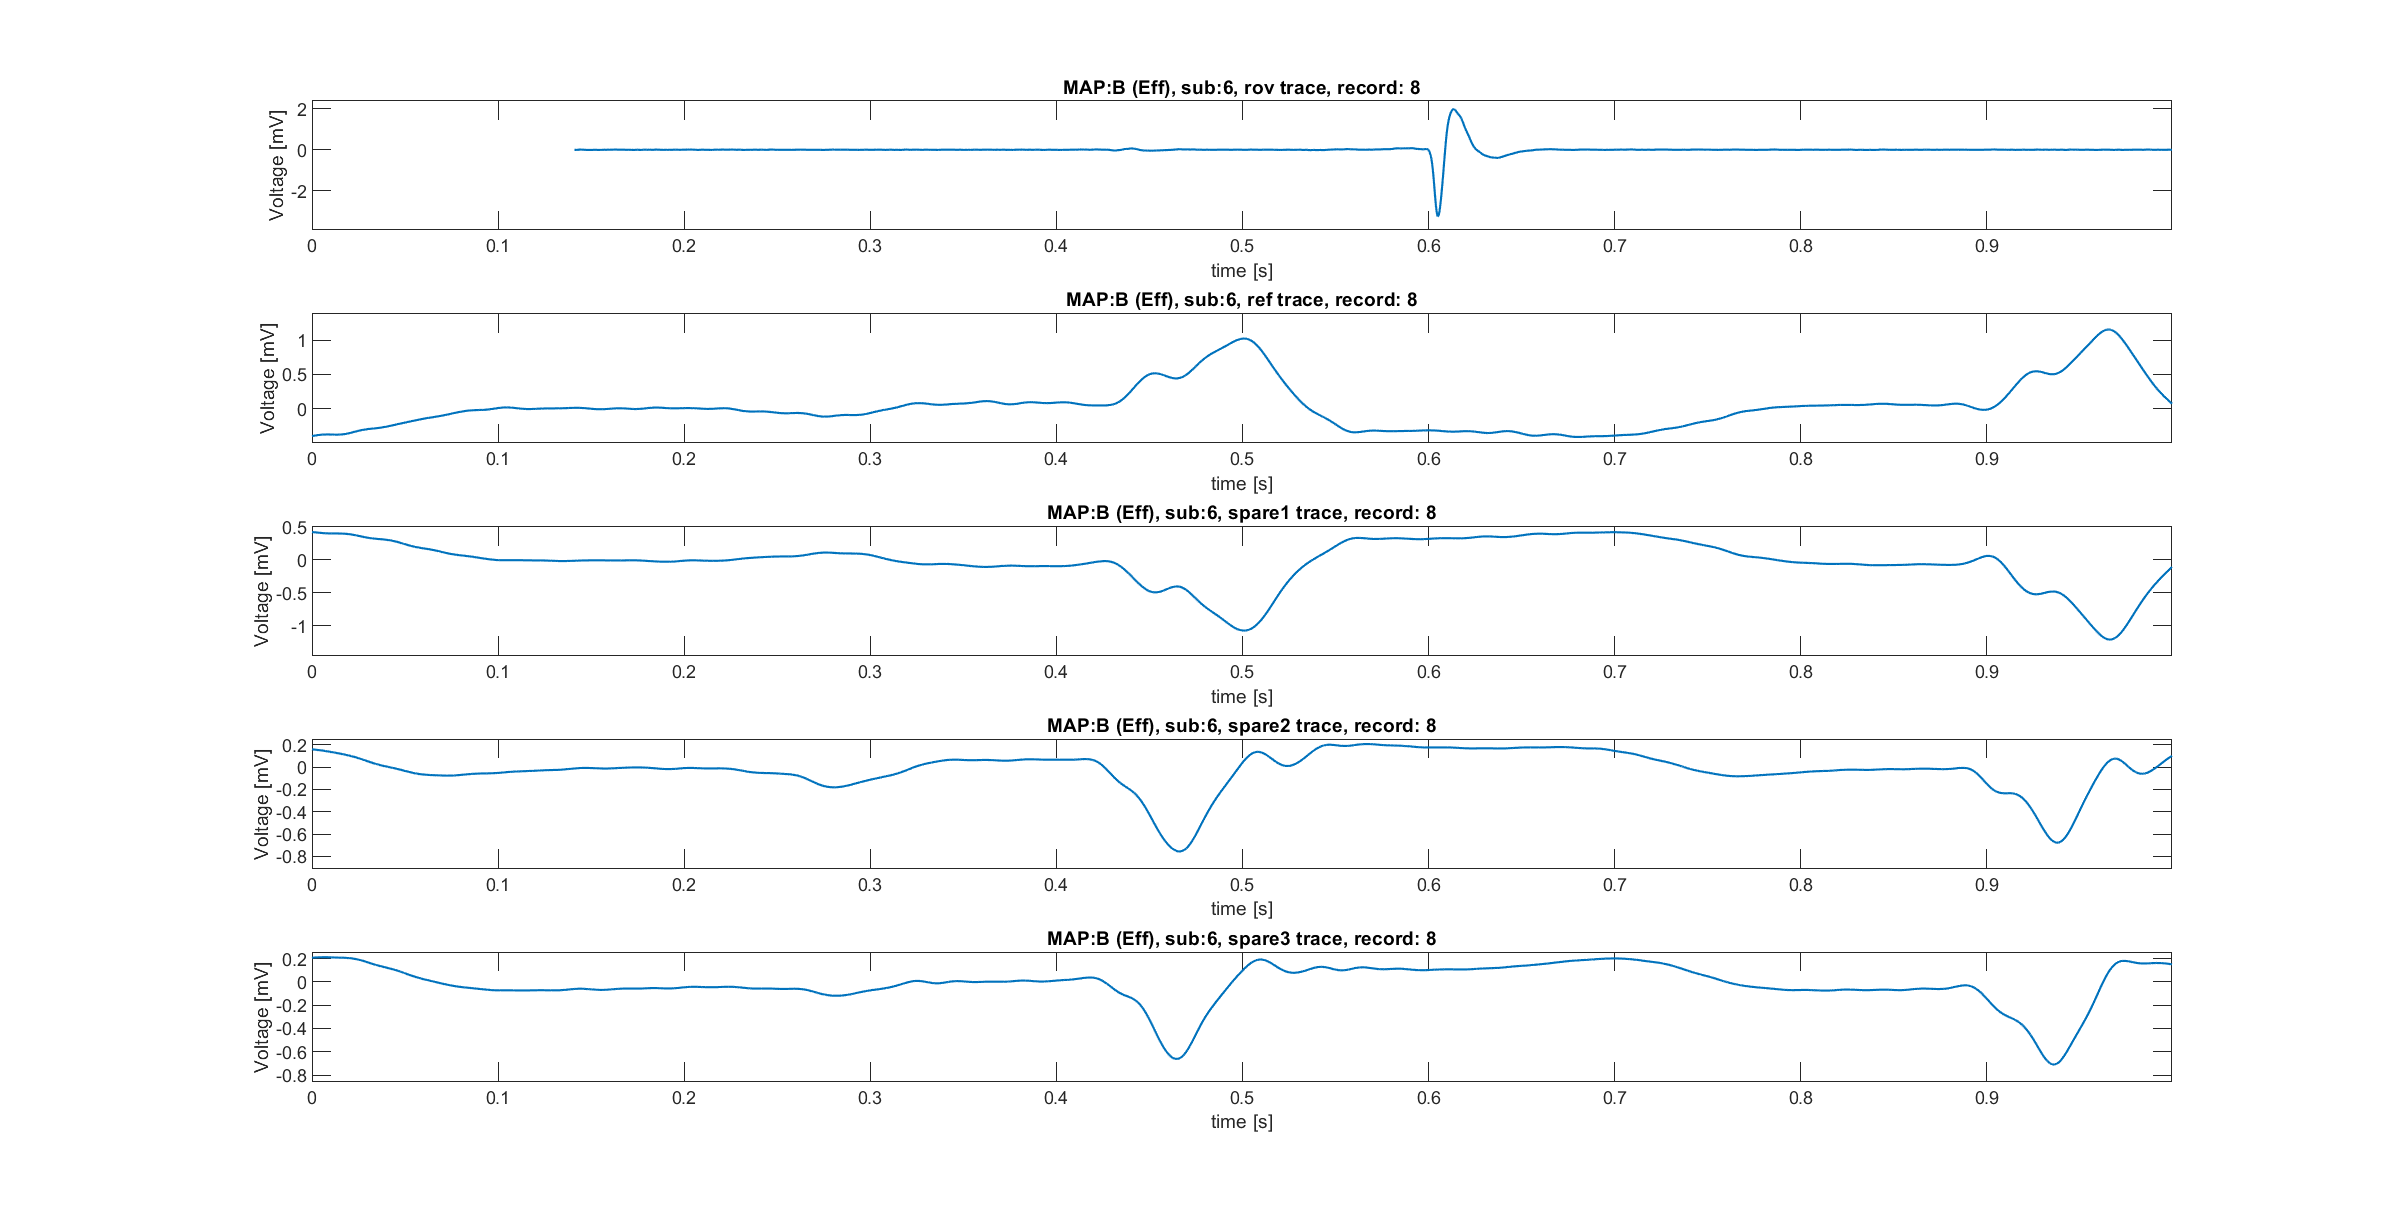 MAP:B (Eff), sub:6, rov trace, record: 8
Voltage [mV]
2
0
-2
0 0.1 0.2 0.3 0.4 0.5 0.6 0.7 0.8 0.9
time [s]
MAP:B (Eff), sub:6, ref trace, record: 8
Voltage [mV]
1
0.5
0
0 0.1 0.2 0.3 0.4 0.5 0.6 0.7 0.8 0.9
time [s]
MAP:B (Eff), sub:6, spare1 trace, record: 8
Voltage [mV]
0.5
0
-0.5
-1
0 0.1 0.2 0.3 0.4 0.5 0.6 0.7 0.8 0.9
time [s]
MAP:B (Eff), sub:6, spare2 trace, record: 8
Voltage [mV]
0.2
0
-0.2
-0.4
-0.6
-0.8
0 0.1 0.2 0.3 0.4 0.5 0.6 0.7 0.8 0.9
time [s]
MAP:B (Eff), sub:6, spare3 trace, record: 8
Voltage [mV]
0.2
0
-0.2
-0.4
-0.6
-0.8
0 0.1 0.2 0.3 0.4 0.5 0.6 0.7 0.8 0.9
time [s]